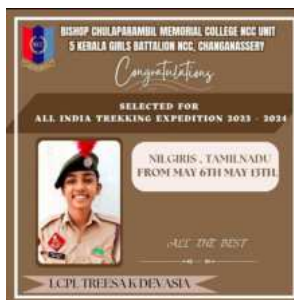 BISHOP CHULAPARAMBIL MEMORIAL COLLEGE NCC UNIT
5 KERALA GIRLS BATTALION NCC, CHANGANASSERY
Congratulations
SELECTED FOR
ALL INDIA TREKKING EXPEDITION 2023 - 2024
NILGIRIS , TAMILNADU
FROM MAY 6TH MAY 13TH.
ALL THE BEST
LCPL TREESA K DEVASIA